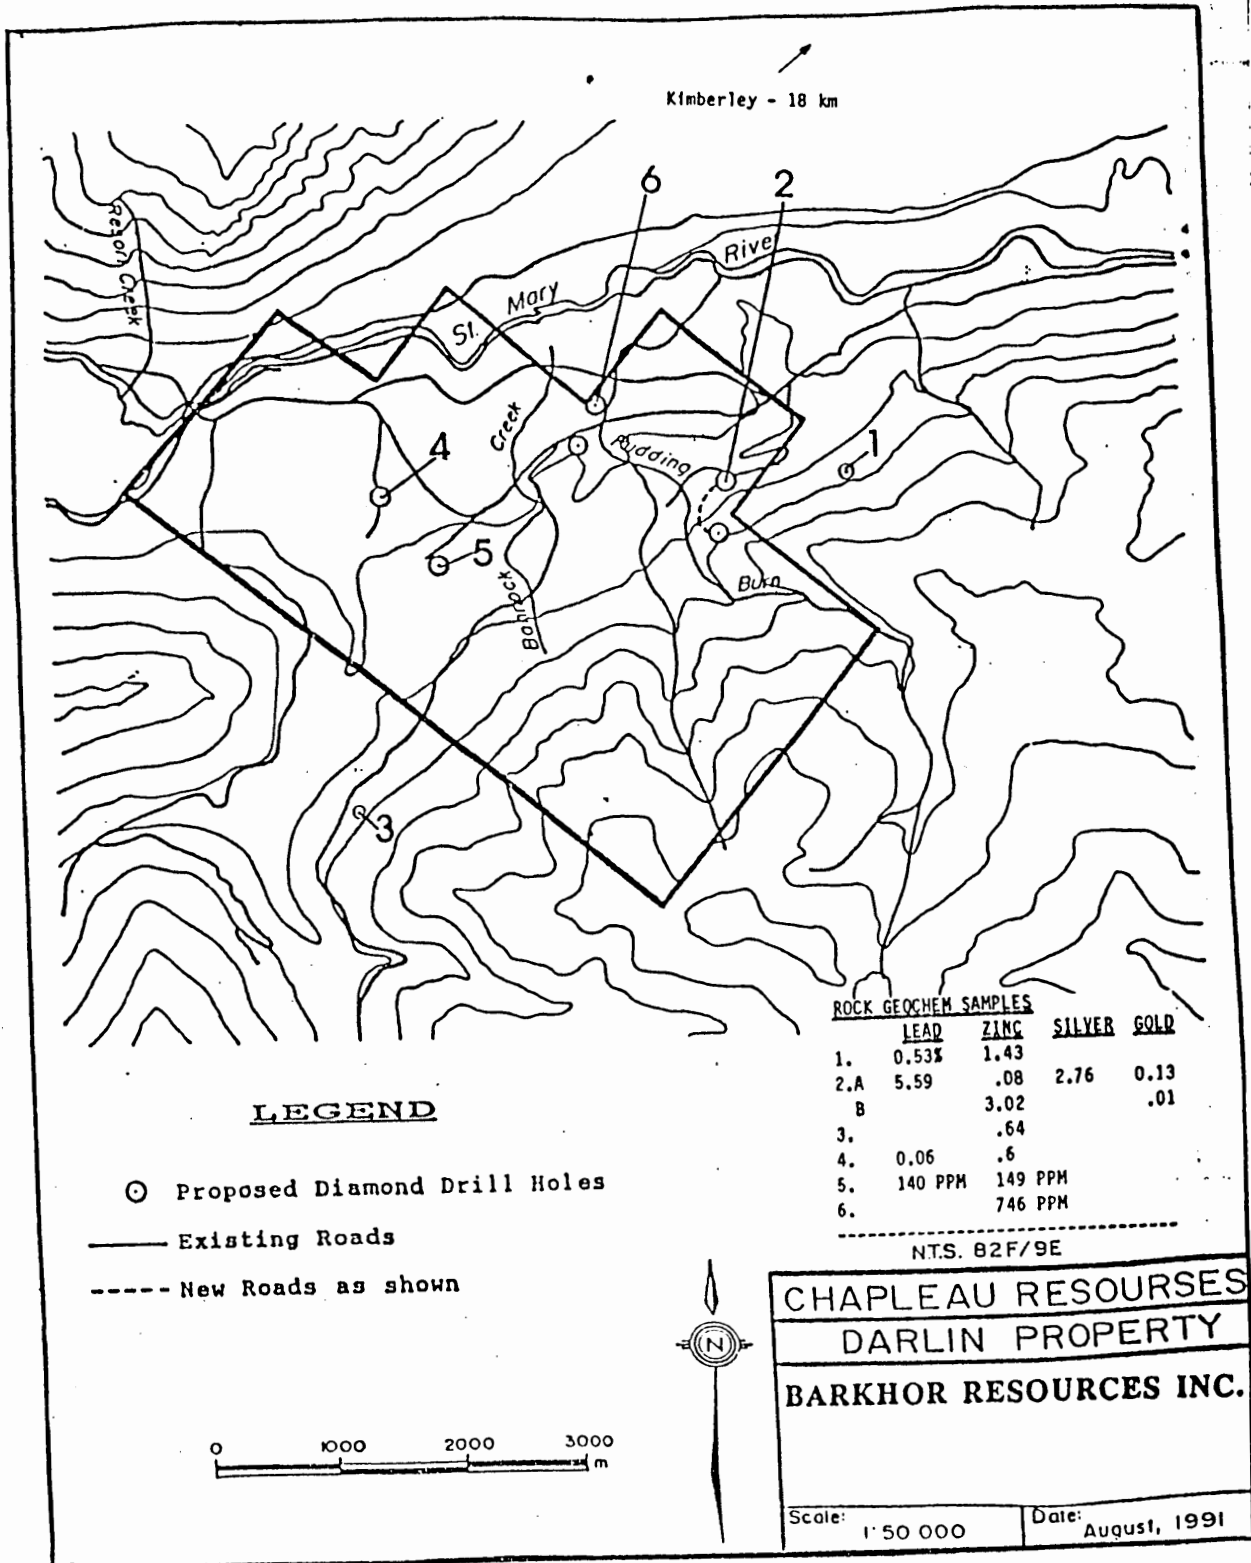 Kimberley - 18 km
6
2
Resort Creek
St. Mary River
4
Creek
Pudding
1
5
Bannock
Burn
3
ROCK GEOCHEM SAMPLES
LEAD ZINC SILVER GOLD
1. 0.53% 1.43
2.A 5.59 .08 2.76 0.13
B 3.02 .01
3. .64
4. 0.06 .6
5. 140 PPM 149 PPM
6. 746 PPM
N.T.S. 82F/9E
LEGEND
Proposed Diamond Drill Holes
Existing Roads
New Roads as shown
N
0 1000 2000 3000
m
CHAPLEAU RESOURSES
DARLIN PROPERTY
BARKHOR RESOURCES INC.
Scale: 1:50 000
Date: August, 1991